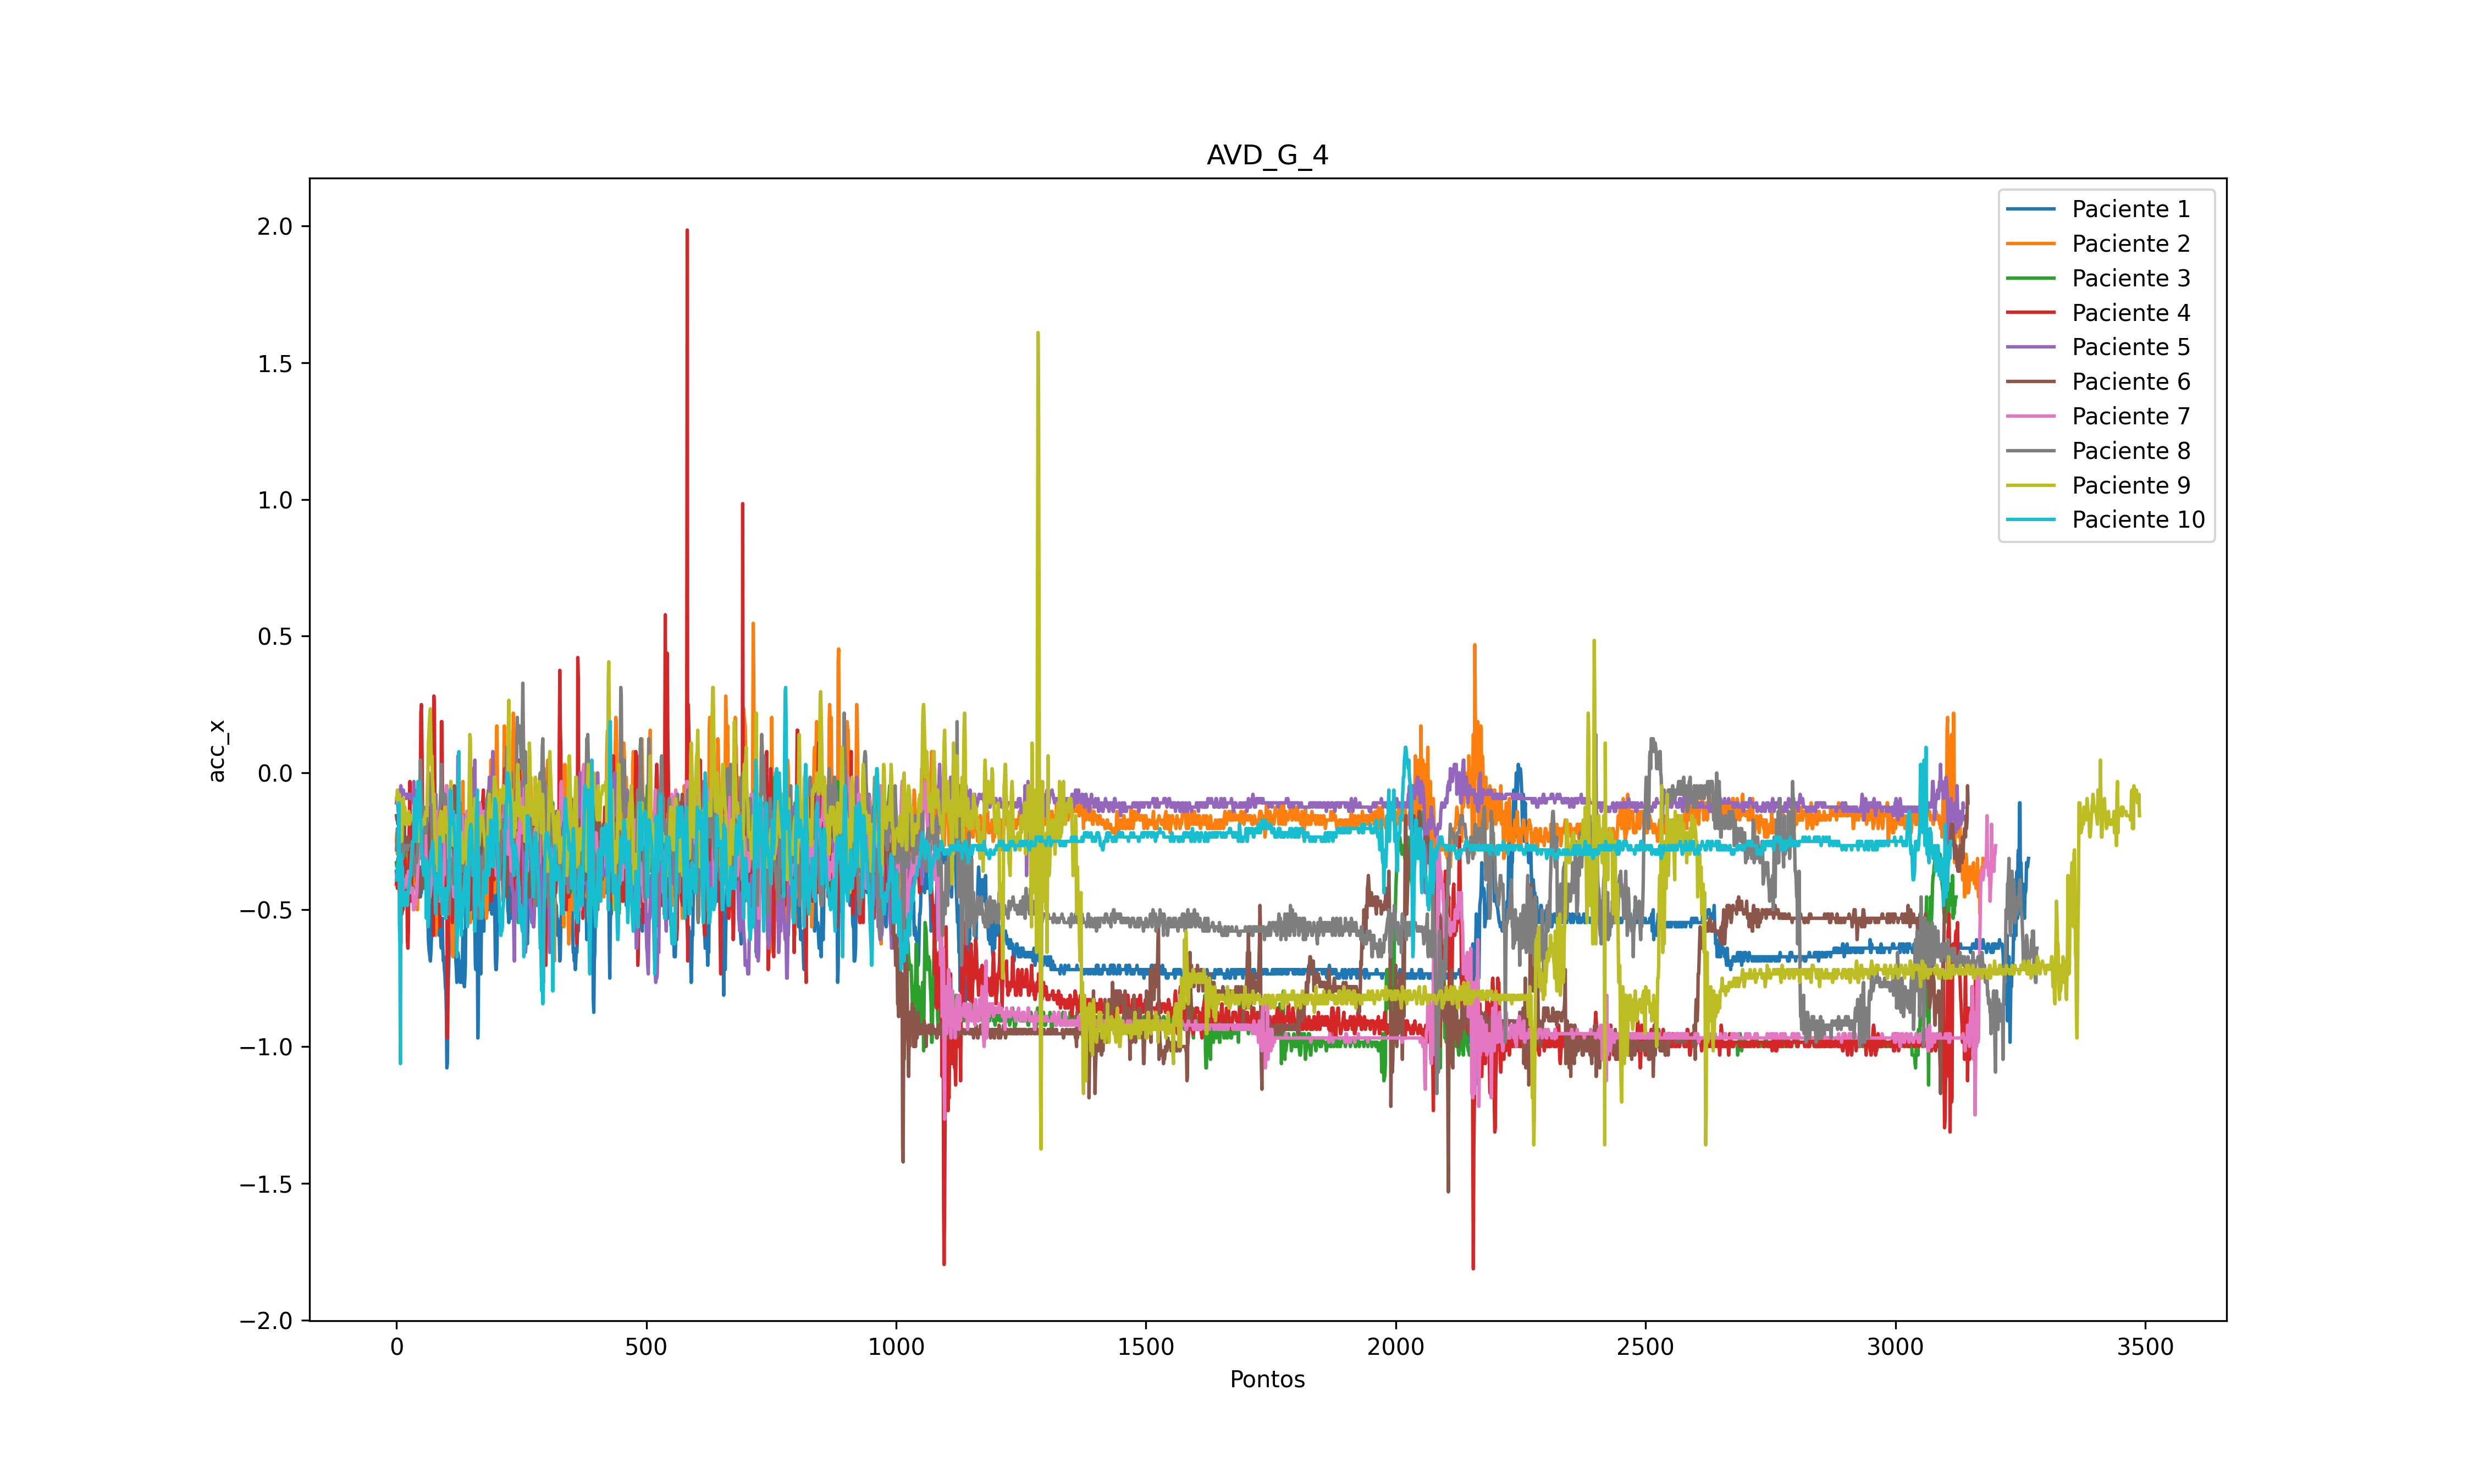 AVD_G_4
acc_x
2.0
1.5
1.0
0.5
0.0
−0.5
−1.0
−1.5
−2.0
Paciente 1
Paciente 2
Paciente 3
Paciente 4
Paciente 5
Paciente 6
Paciente 7
Paciente 8
Paciente 9
Paciente 10
0 500 1000 1500 2000 2500 3000 3500
Pontos